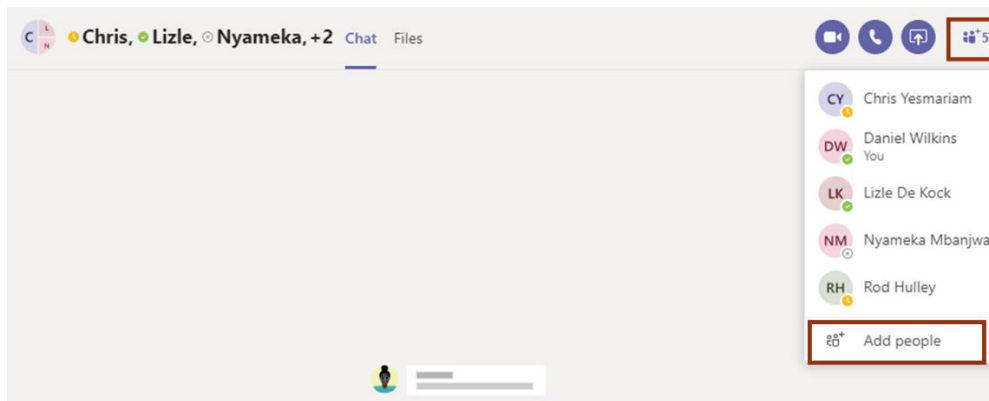 C L N Chris, Lizle, Nyameka, +2 Chat Files 5
CY Chris Yesmariam
DW Daniel Wilkins
You
LK Lizle De Kock
NM Nyameka Mbanjwa
RH Rod Hulley
Add people